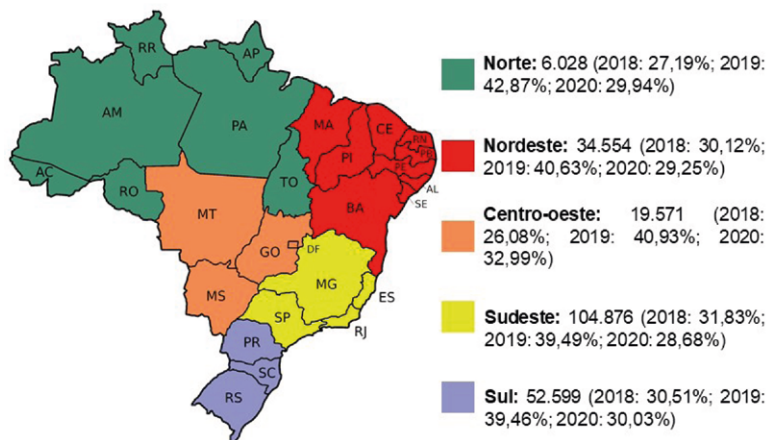 RR
AP
AM
PA
MA
CE
RN
PB
PI
PE
AC
TO
AL
RO
SE
BA
MT
GO
DF
MG
MS
ES
SP
RJ
PR
SC
RS
Norte: 6.028 (2018: 27,19%; 2019:
42,87%; 2020: 29,94%)
Nordeste: 34.554 (2018: 30,12%;
2019: 40,63%; 2020: 29,25%)
Centro-oeste: 19.571 (2018:
26,08%; 2019: 40,93%; 2020:
32,99%)
Sudeste: 104.876 (2018: 31,83%;
2019: 39,49%; 2020: 28,68%)
Sul: 52.599 (2018: 30,51%; 2019:
39,46%; 2020: 30,03%)